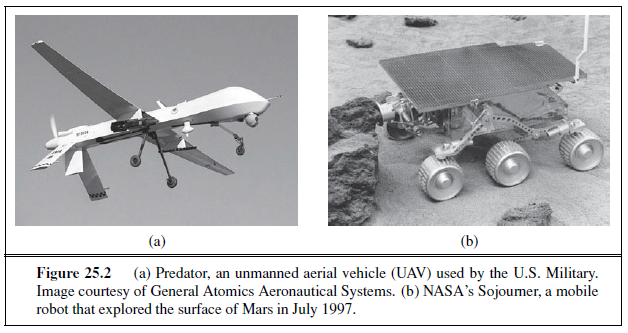 (a)
(b)
Figure 25.2 (a) Predator, an unmanned aerial vehicle (UAV) used by the U.S. Military.
Image courtesy of General Atomics Aeronautical Systems. (b) NASA's Sojourner, a mobile
robot that explored the surface of Mars in July 1997.